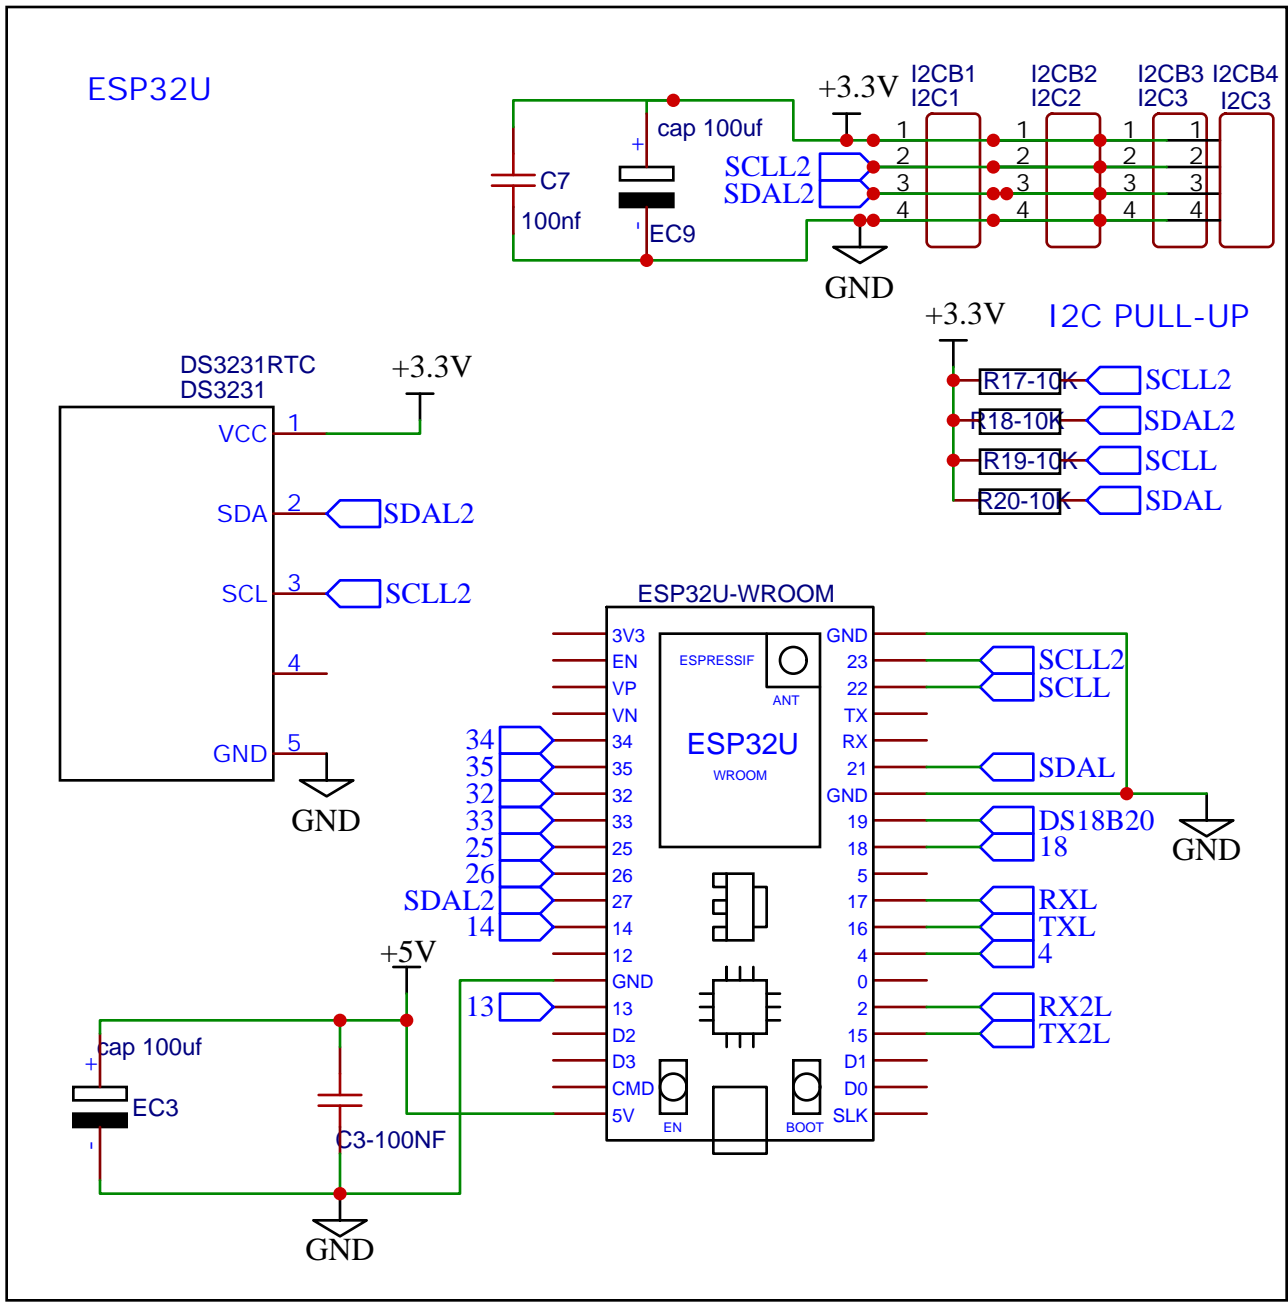 ESP32U
+3.3V
I2CB1
I2C1
I2CB2
I2C2
I2CB3
I2C3
I2CB4
I2C3
cap 100uf
+
-
EC9
C7
100nf
SCLL2
SDAL2
1 1 1 1
2 2 2 2
3 3 3 3
4 4 4 4
GND
+3.3V
I2C PULL-UP
R17-10K SCLL2
R18-10K SDAL2
R19-10K SCLL
R20-10K SDAL
DS3231RTC
DS3231
+3.3V
VCC 1
SDA 2 SDAL2
SCL 3 SCLL2
4
GND 5
GND
ESP32U-WROOM
3V3
EN
VP
VN
34 34
35 35
32 32
33 33
25 25
26 26
SDAL2 27
14 14
12
GND
13 13
D2
D3
CMD
5V
ESPRESSIF
ANT
ESP32U
WROOM
EN
BOOT
GND
23 SCLL2
22 SCLL
TX
RX
21 SDAL
GND
19 DS18B20
18 18
5
17 RXL
16 TXL
4 4
0
2 RX2L
15 TX2L
D1
D0
SLK
GND
+5V
cap 100uf
+
-
EC3
C3-100NF
GND